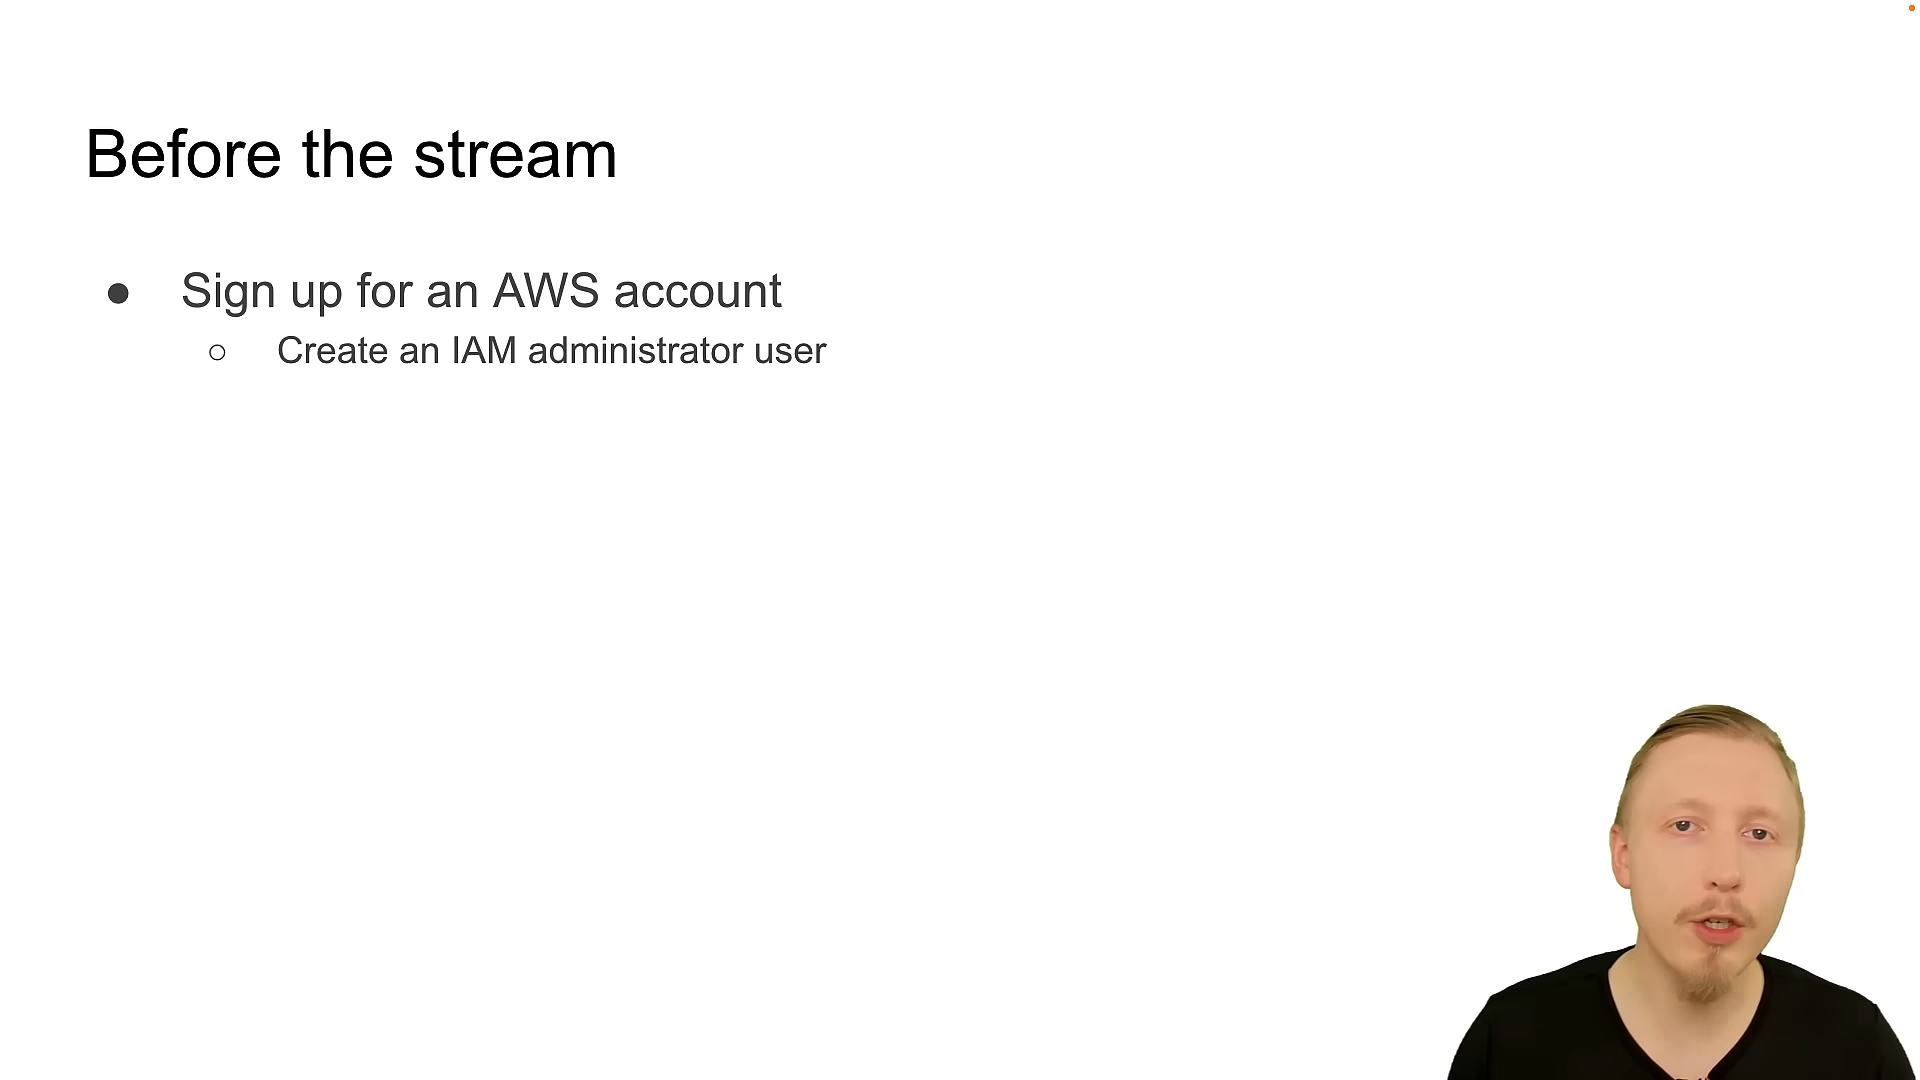 Before the stream
● Sign up for an AWS account
○ Create an IAM administrator user